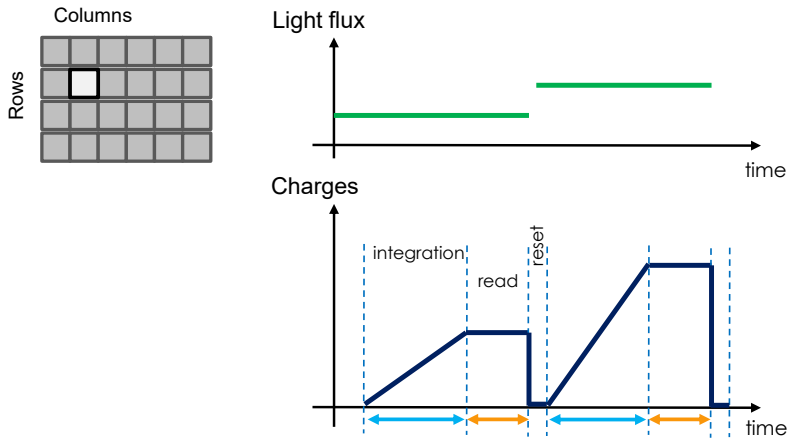 Columns
Rows
Light flux
time
Charges
integration
read
reset
time